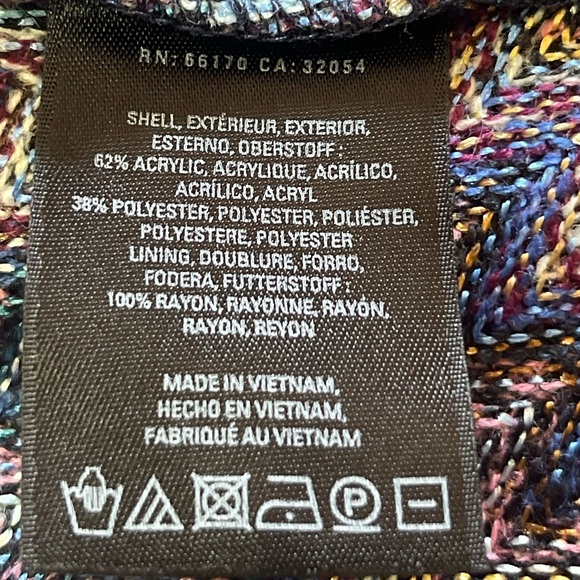 RN: 66170 CA: 32054
SHELL, EXTÉRIEUR, EXTERIOR,
ESTERNO, OBERSTOFF :
62% ACRYLIC, ACRYLIQUE, ACRÍLICO,
ACRÍLICO, ACRYL
38% POLYESTER, POLYESTER, POLIÉSTER,
POLYESTERE, POLYESTER
LINING, DOUBLURE, FORRO,
FODERA, FUTTERSTOFF :
100% RAYON, RAYONNE, RAYÓN,
RAYON, REYON
MADE IN VIETNAM,
HECHO EN VIETNAM,
FABRIQUÉ AU VIETNAM
P